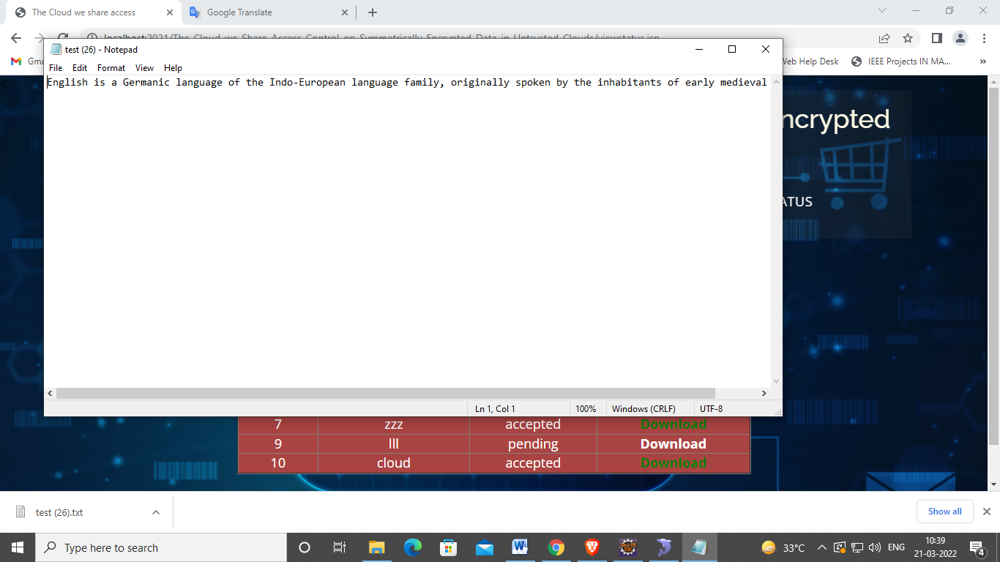 The Cloud we share access
Google Translate
localhost:2021/The_Cloud_we_Share_Access_Control_on_Symmetrically_Encrypted_Data_in_Untrusted_Clouds/viewstatus.jsp
Web Help Desk
IEEE Projects IN MA...
»
test (26) - Notepad
File Edit Format View Help
English is a Germanic language of the Indo-European language family, originally spoken by the inhabitants of early medieval
<
ncrypted
ATUS
Ln 1, Col 1 100% Windows (CRLF) UTF-8
7 zzz accepted Download
9 lll pending Download
10 cloud accepted Download
test (26).txt
Show all
Type here to search
33°C
ENG
10:39
21-03-2022
4